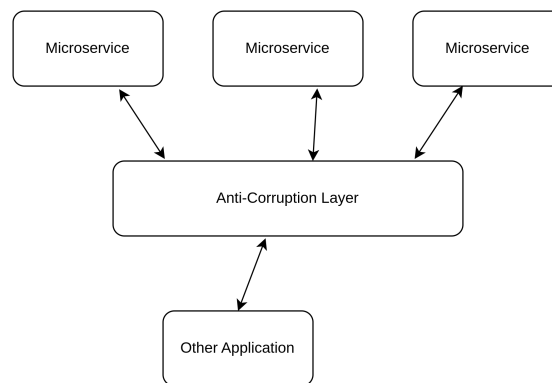 Microservice
Microservice
Microservice
Anti-Corruption Layer
Other Application